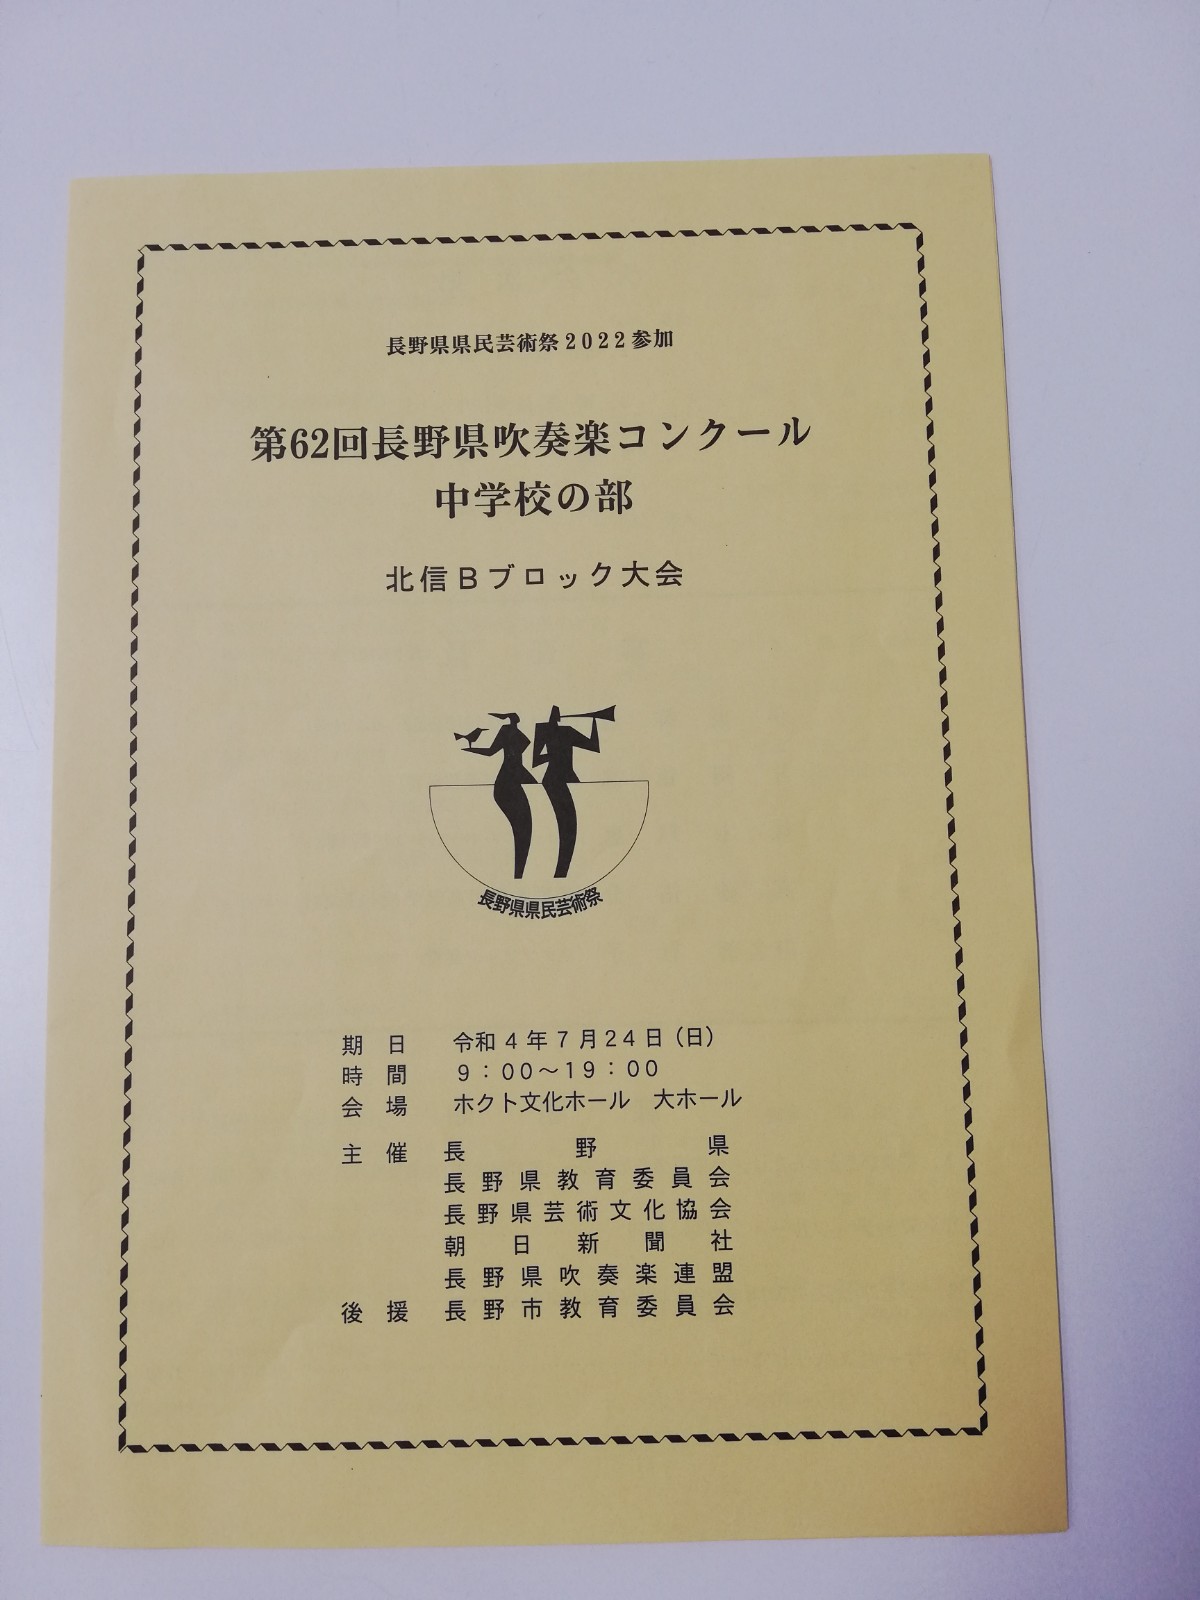 長野県県民芸術祭2022参加
第62回長野県吹奏楽コンクール
中学校の部
北信Bブロック大会
長野県県民芸術祭
期日 令和4年7月24日(日)
時間 9:00〜19:00
会場 ホクト文化ホール 大ホール
主催 長野県
長野県教育委員会
長野県芸術文化協会
朝日新聞社
長野県吹奏楽連盟
後援 長野市教育委員会